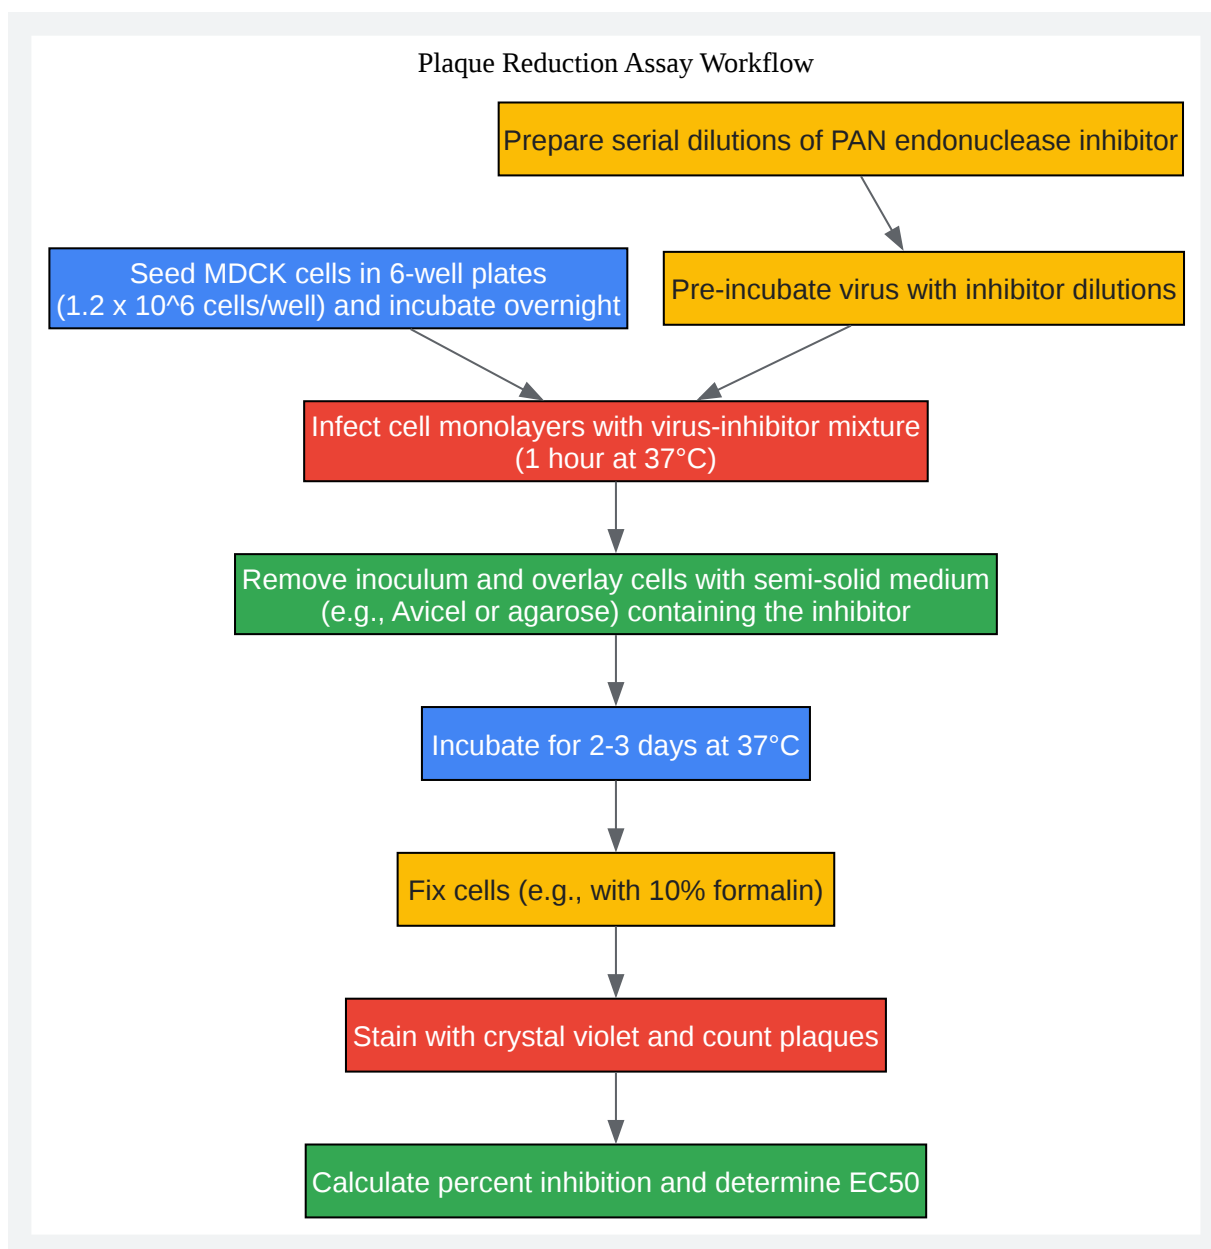 Plaque Reduction Assay Workflow
Prepare serial dilutions of PAN endonuclease inhibitor
Seed MDCK cells in 6-well plates
(1.2 x 10^6 cells/well) and incubate overnight
Pre-incubate virus with inhibitor dilutions
Infect cell monolayers with virus-inhibitor mixture
(1 hour at 37°C)
Remove inoculum and overlay cells with semi-solid medium
(e.g., Avicel or agarose) containing the inhibitor
Incubate for 2-3 days at 37°C
Fix cells (e.g., with 10% formalin)
Stain with crystal violet and count plaques
Calculate percent inhibition and determine EC50